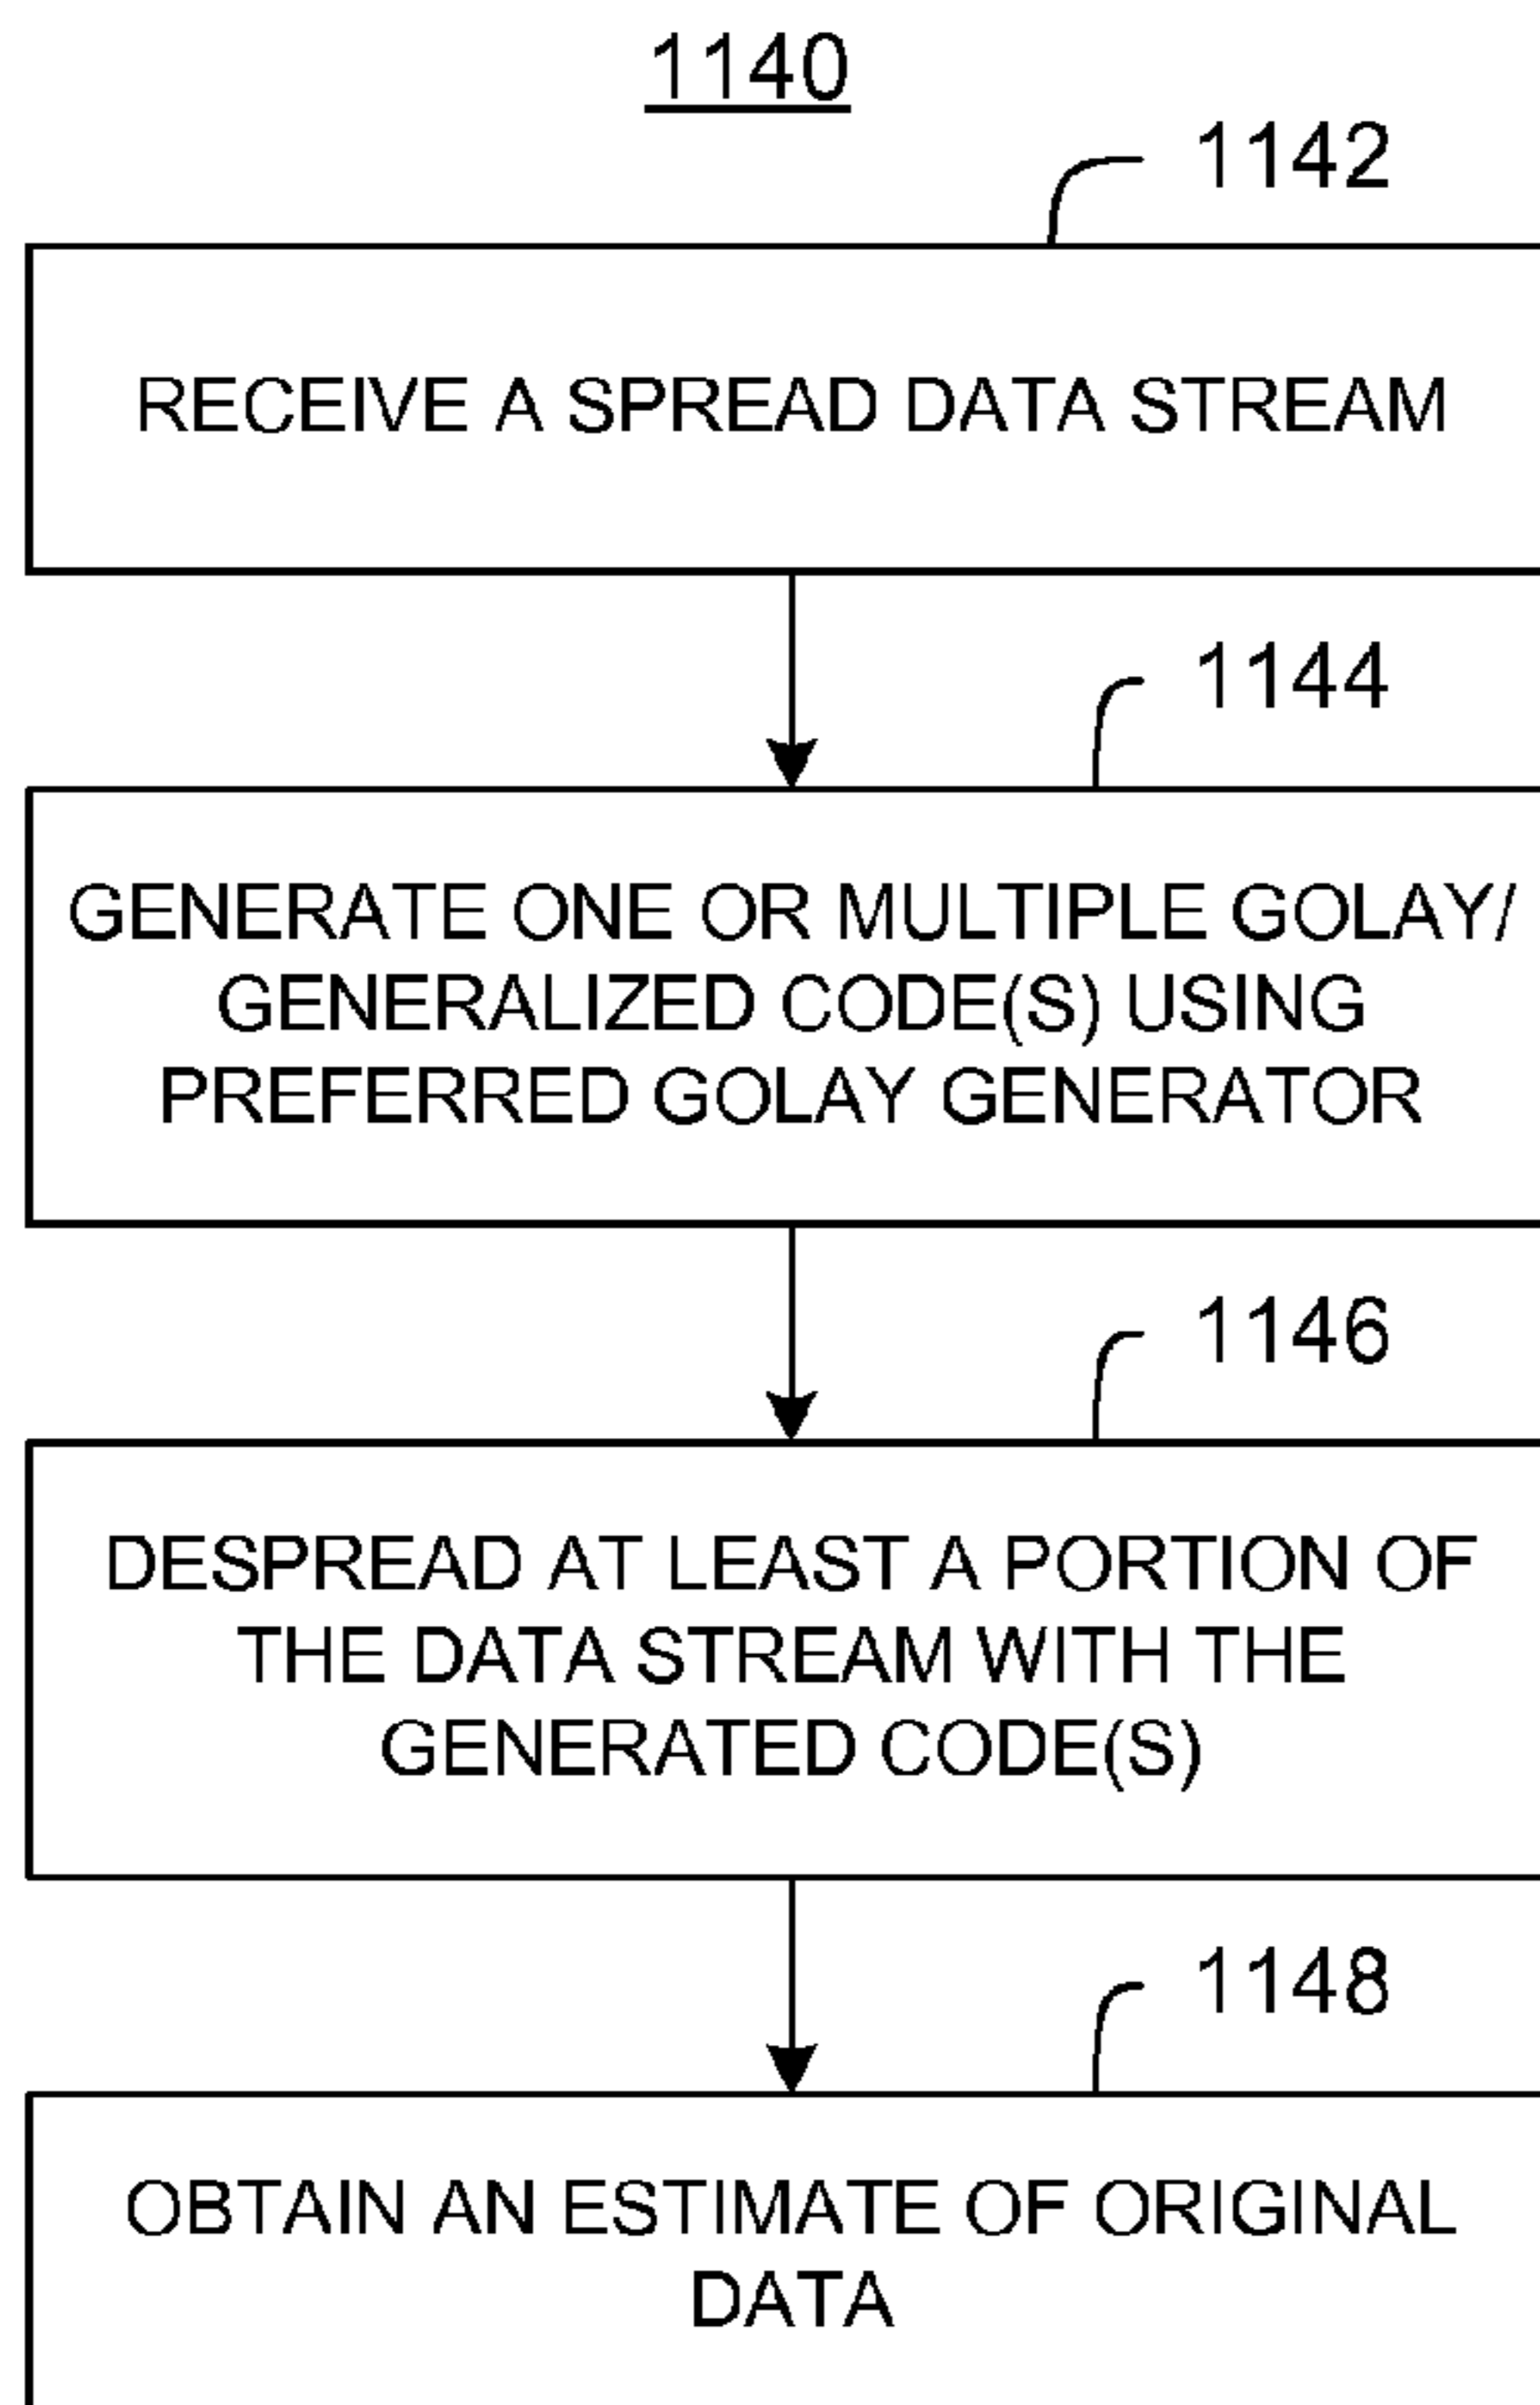 1140
1142
RECEIVE A SPREAD DATA STREAM
1144
GENERATE ONE OR MULTIPLE GOLAY/
GENERALIZED CODE(S) USING
PREFERRED GOLAY GENERATOR
1146
DESPREAD AT LEAST A PORTION OF
THE DATA STREAM WITH THE
GENERATED CODE(S)
1148
OBTAIN AN ESTIMATE OF ORIGINAL
DATA